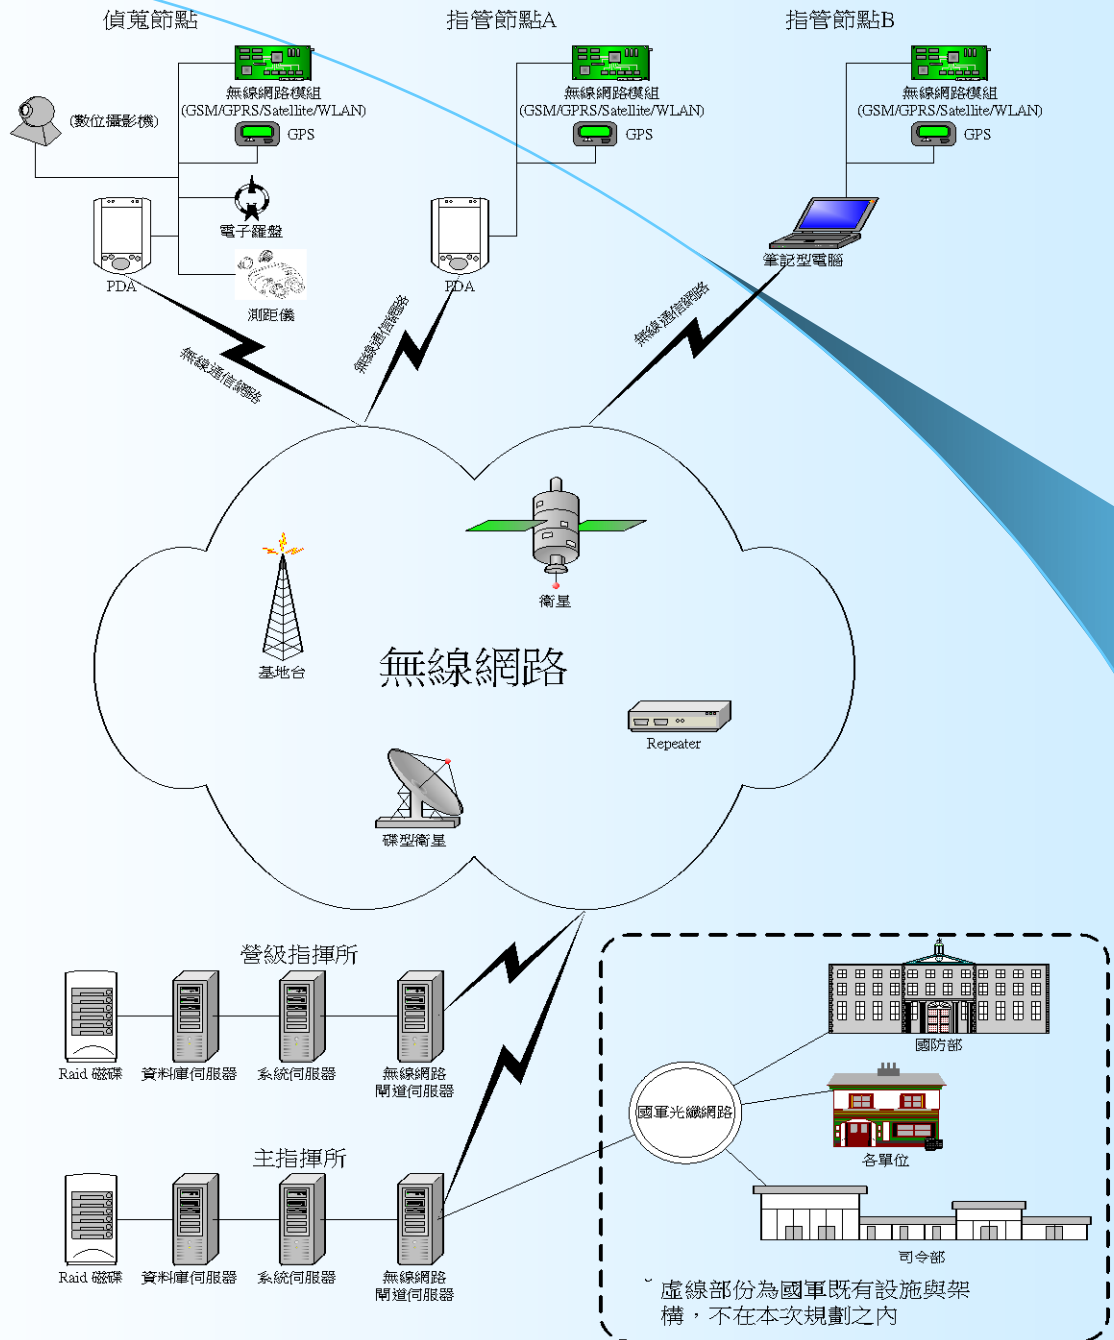 偵蒐節點
指管節點A
指管節點B
無線網路模組
(GSM/GPRS/Satellite/WLAN)
GPS
無線網路模組
(GSM/GPRS/Satellite/WLAN)
GPS
無線網路模組
(GSM/GPRS/Satellite/WLAN)
GPS
(數位攝影機)
電子羅盤
PDA
測距儀
PDA
筆記型電腦
無線通信網路
無線通信網路
無線通信網路
衛星
基地台
無線網路
Repeater
碟型衛星
營級指揮所
Raid 磁碟
資料庫伺服器
系統伺服器
無線網路
閘道伺服器
主指揮所
Raid 磁碟
資料庫伺服器
系統伺服器
無線網路
閘道伺服器
國防部
國軍光纖網路
各單位
司令部
虛線部份為國軍既有設施與架
構，不在本次規劃之內